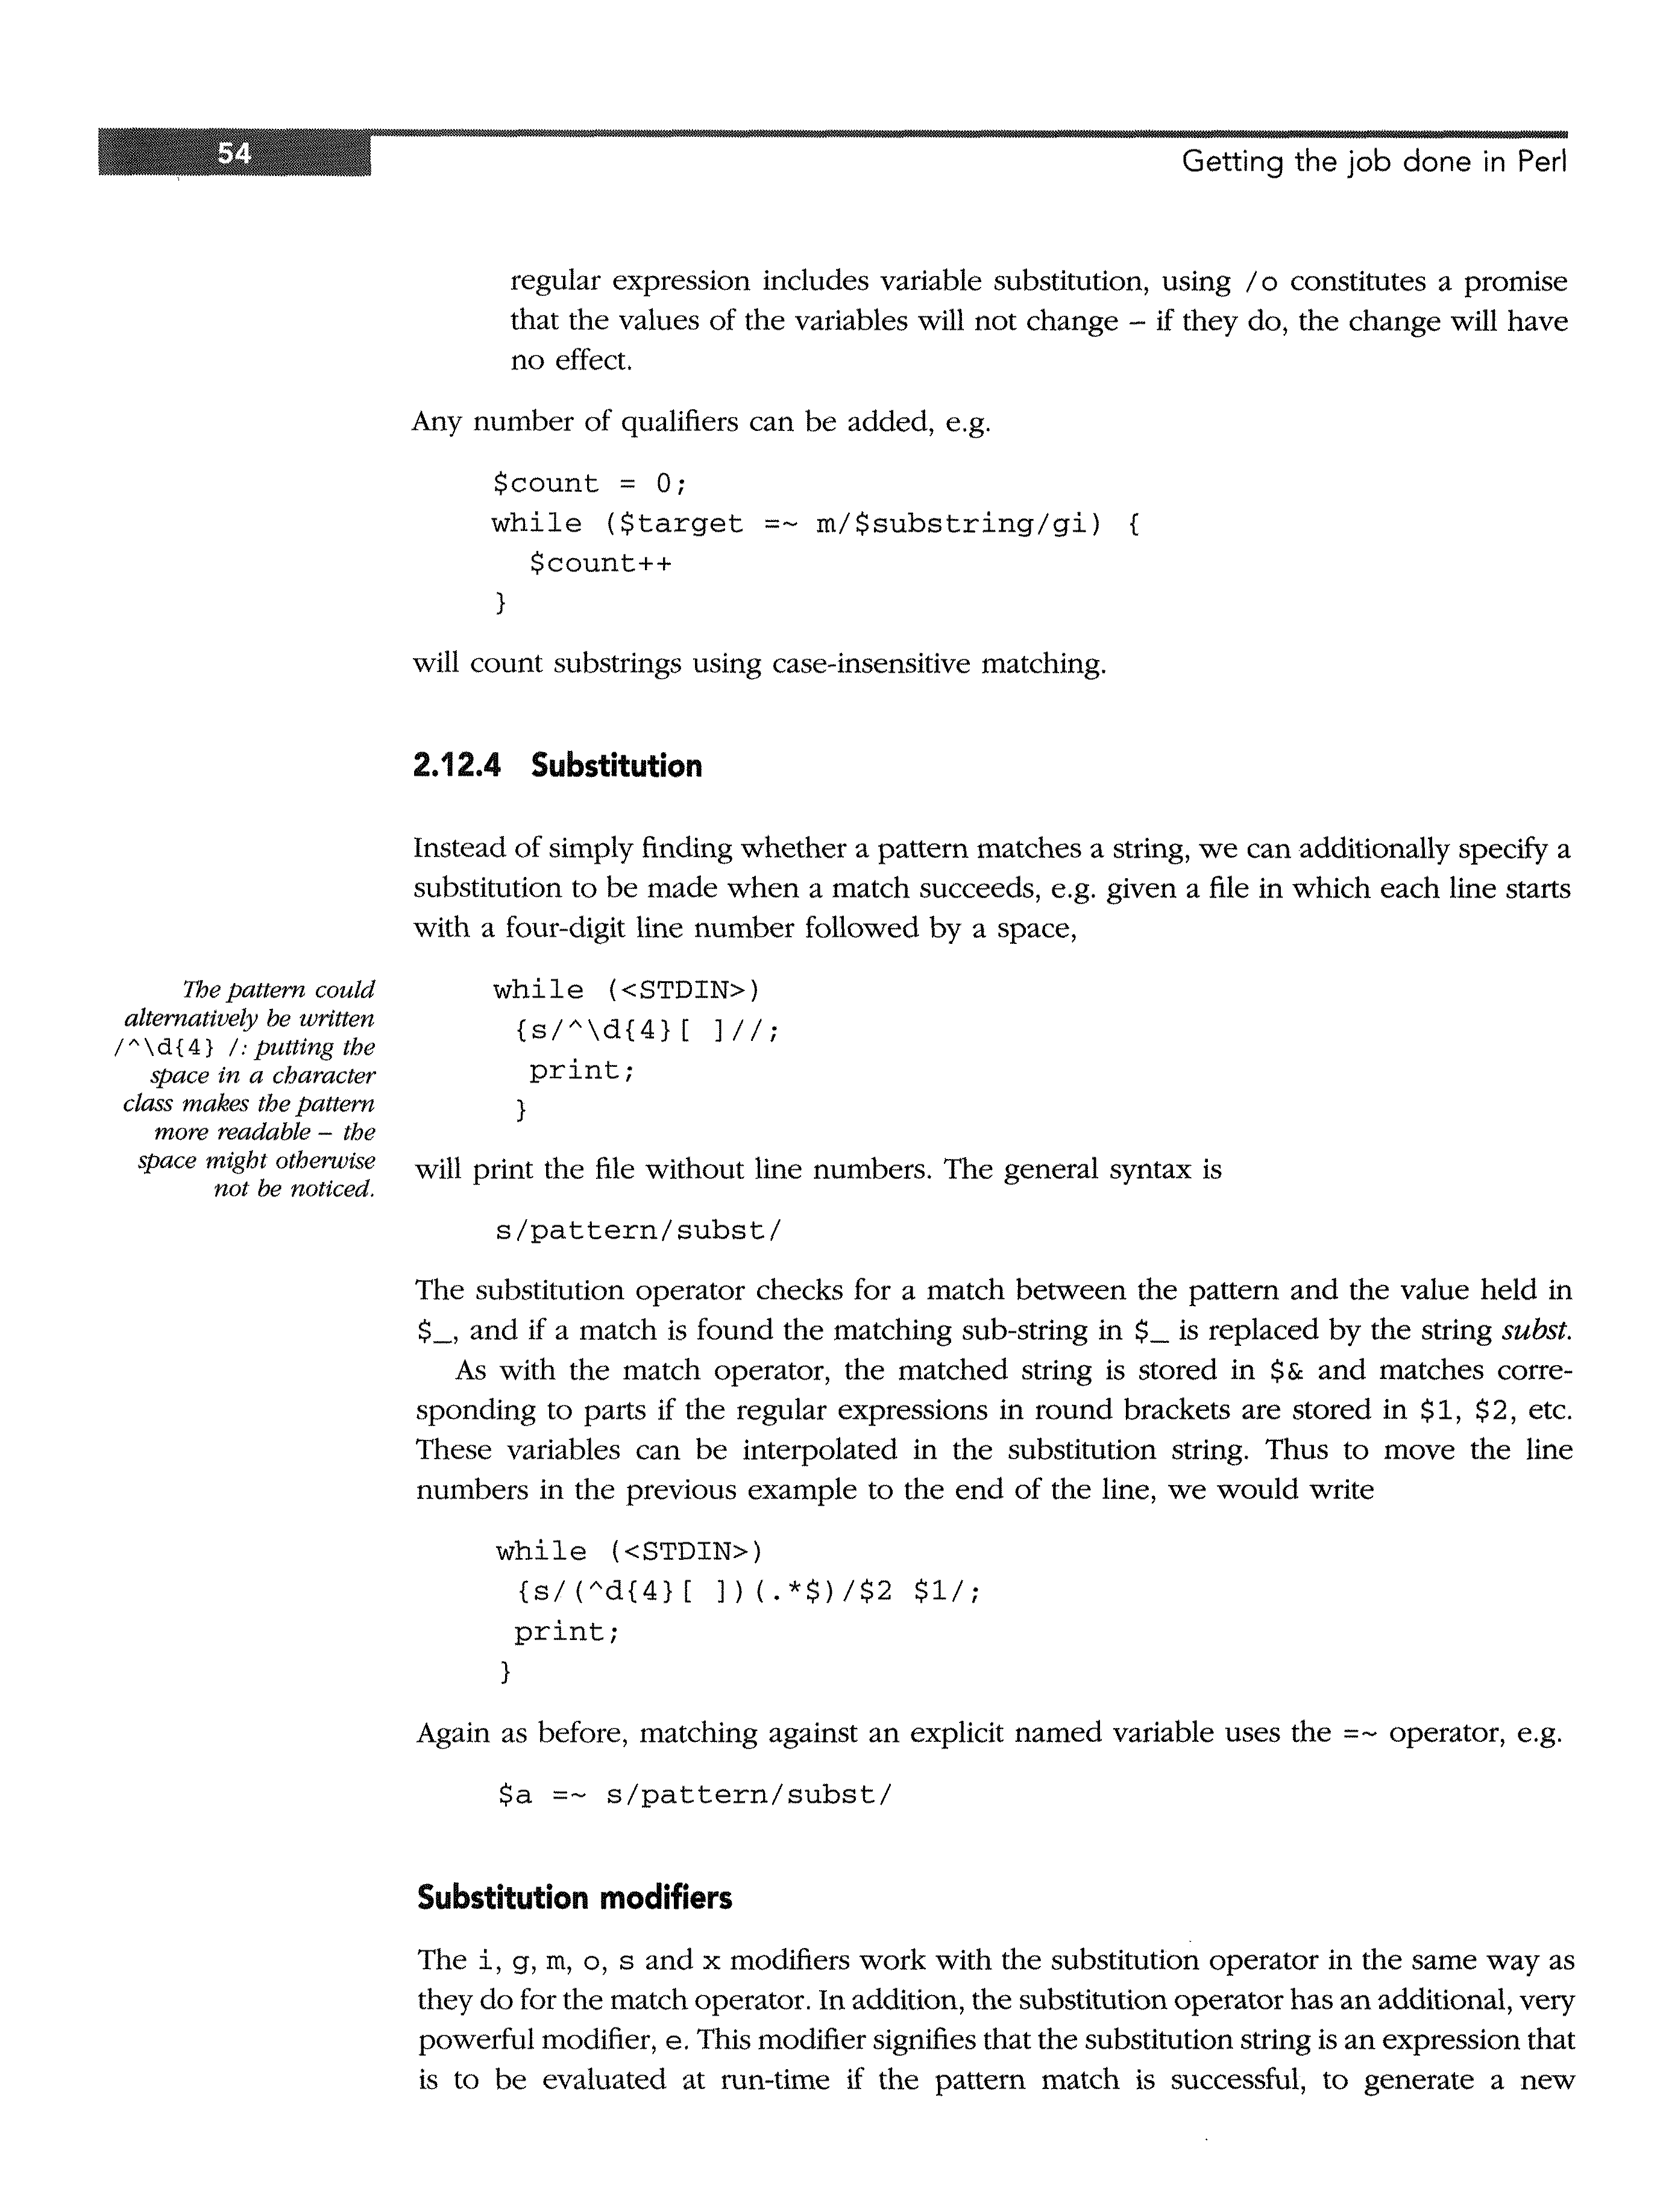 54
Getting the job done in Perl
regular expression includes variable substitution, using /o constitutes a promise
that the values of the variables will not change – if they do, the change will have
no effect.
Any number of qualifiers can be added, e.g.
$count = 0;
while ($target =~ m/$substring/gi) {
  $count++
}
will count substrings using case-insensitive matching.
2.12.4 Substitution
Instead of simply finding whether a pattern matches a string, we can additionally specify a
substitution to be made when a match succeeds, e.g. given a file in which each line starts
with a four-digit line number followed by a space,
The pattern could
alternatively be written
/^\d{4} /: putting the
space in a character
class makes the pattern
more readable – the
space might otherwise
not be noticed.
while (<STDIN>)
 {s/^\d{4}[ ]//;
  print;
 }
will print the file without line numbers. The general syntax is
s/pattern/subst/
The substitution operator checks for a match between the pattern and the value held in
$_, and if a match is found the matching sub-string in $_ is replaced by the string subst.
As with the match operator, the matched string is stored in $& and matches corre-
sponding to parts if the regular expressions in round brackets are stored in $1, $2, etc.
These variables can be interpolated in the substitution string. Thus to move the line
numbers in the previous example to the end of the line, we would write
while (<STDIN>)
 {s/(^d{4}[ ])(.*$)/$2 $1/;
 print;
}
Again as before, matching against an explicit named variable uses the =~ operator, e.g.
$a =~ s/pattern/subst/
Substitution modifiers
The i, g, m, o, s and x modifiers work with the substitution operator in the same way as
they do for the match operator. In addition, the substitution operator has an additional, very
powerful modifier, e. This modifier signifies that the substitution string is an expression that
is to be evaluated at run-time if the pattern match is successful, to generate a new